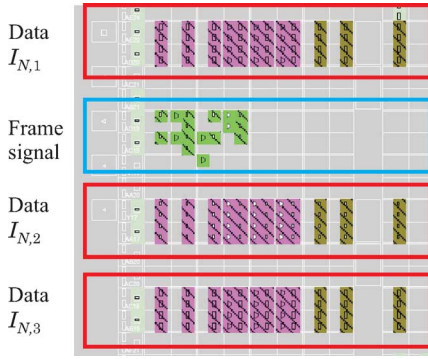 Data
I_{N,1}
Frame
signal
Data
I_{N,2}
Data
I_{N,3}